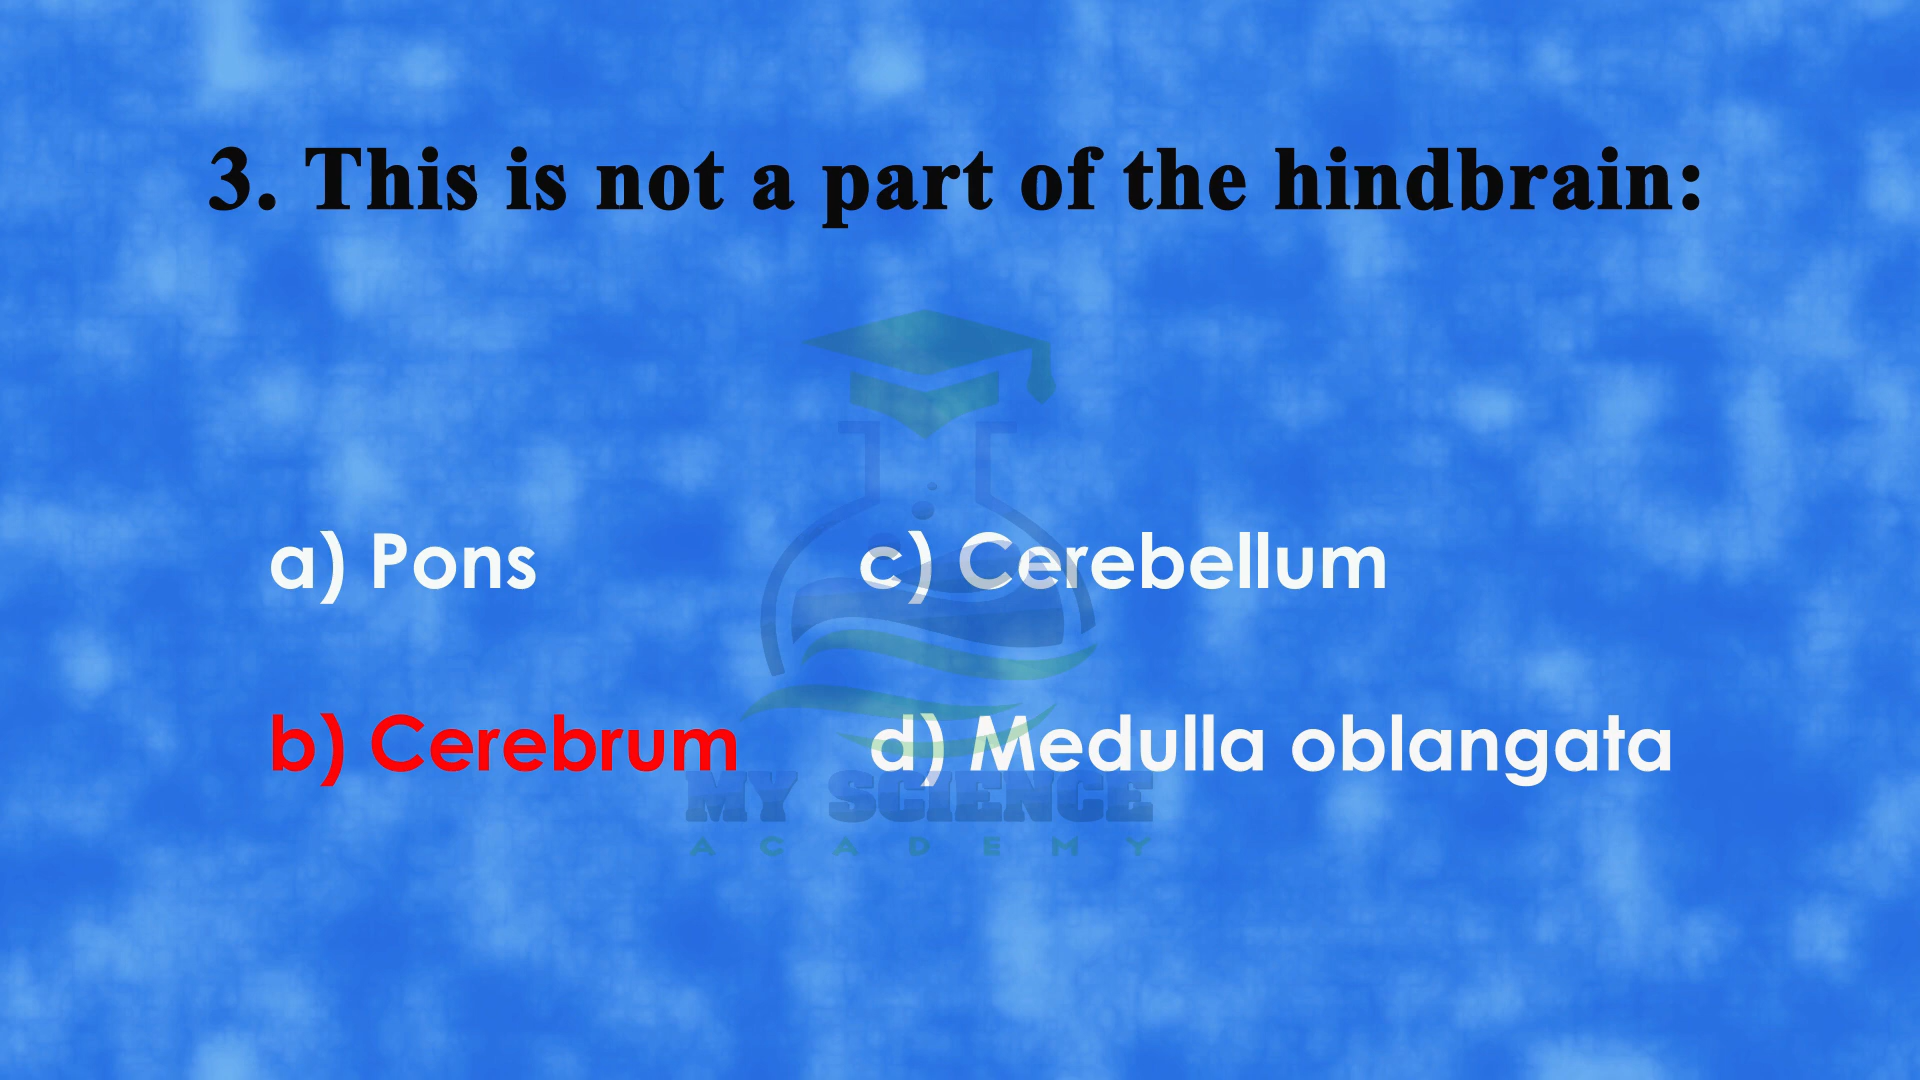 3. This is not a part of the hindbrain:
a) Pons
c) Cerebellum
b) Cerebrum
d) Medulla oblangata
MY SCIENCE
ACADEMY